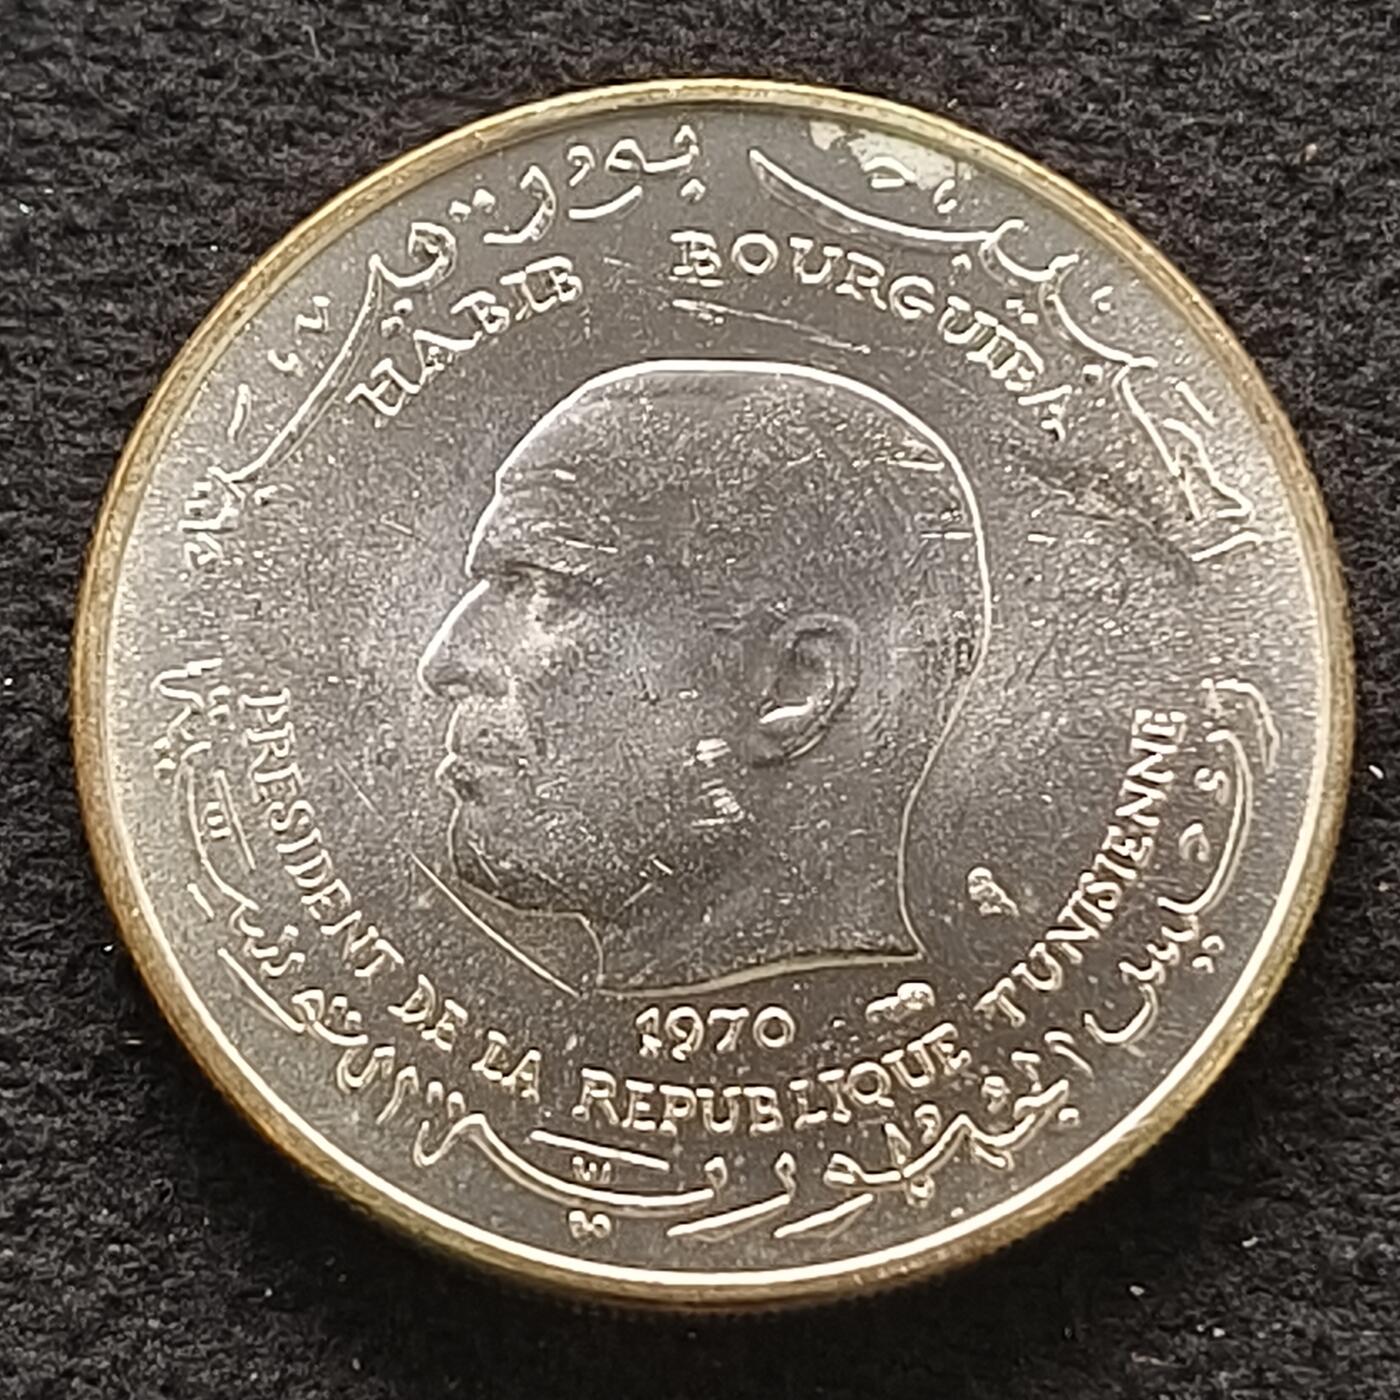 الحبيب بورقيبة
HABIB BOURGUIBA
1970
PRESIDENT DE LA REPUBLIQUE TUNISIENNE
رئيس الجمهورية التونسية